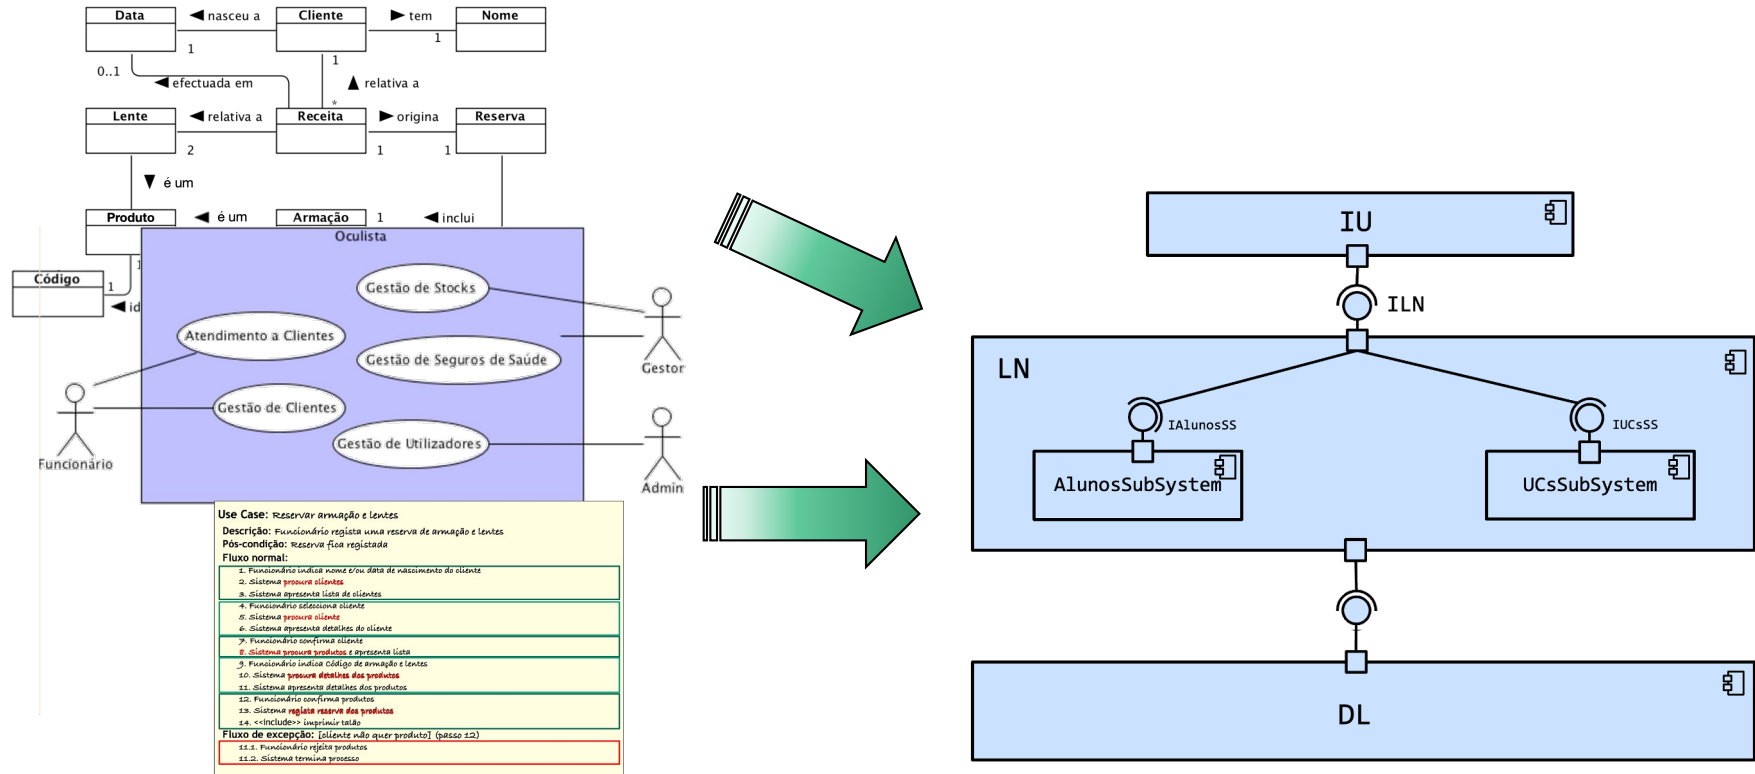 Data
nasceu a
Cliente
tem
Nome
1
1
1
0..1
efectuada em
relativa a
*
Lente
relativa a
Receita
origina
Reserva
2
1
1
é um
Produto
é um
Armação
1
inclui
1
Código
1
id
Oculista
Gestão de Stocks
Atendimento a Clientes
Gestão de Seguros de Saúde
Gestão de Clientes
Gestão de Utilizadores
Funcionário
Gestor
Admin
Use Case: Reservar armação e lentes
Descrição: Funcionário regista uma reserva de armação e lentes
Pós-condição: Reserva fica registada
Fluxo normal:
1. Funcionário indica nome e/ou data de nascimento do cliente
2. Sistema procura clientes
3. Sistema apresenta lista de clientes
4. Funcionário selecciona cliente
5. Sistema procura cliente
6. Sistema apresenta detalhes do cliente
7. Funcionário confirma cliente
8. Sistema procura produtos e apresenta lista
9. Funcionário indica Código de armação e lentes
10. Sistema procura detalhes dos produtos
11. Sistema apresenta detalhes dos produtos
12. Funcionário confirma produtos
13. Sistema regista reserva dos produtos
14. <<include>> imprimir talão
Fluxo de excepção: [cliente não quer produto] (passo 12)
11.1. Funcionário rejeita produtos
11.2. Sistema termina processo
IU
ILN
LN
IAlunosSS
IUCsSS
AlunosSubSystem
UCsSubSystem
DL